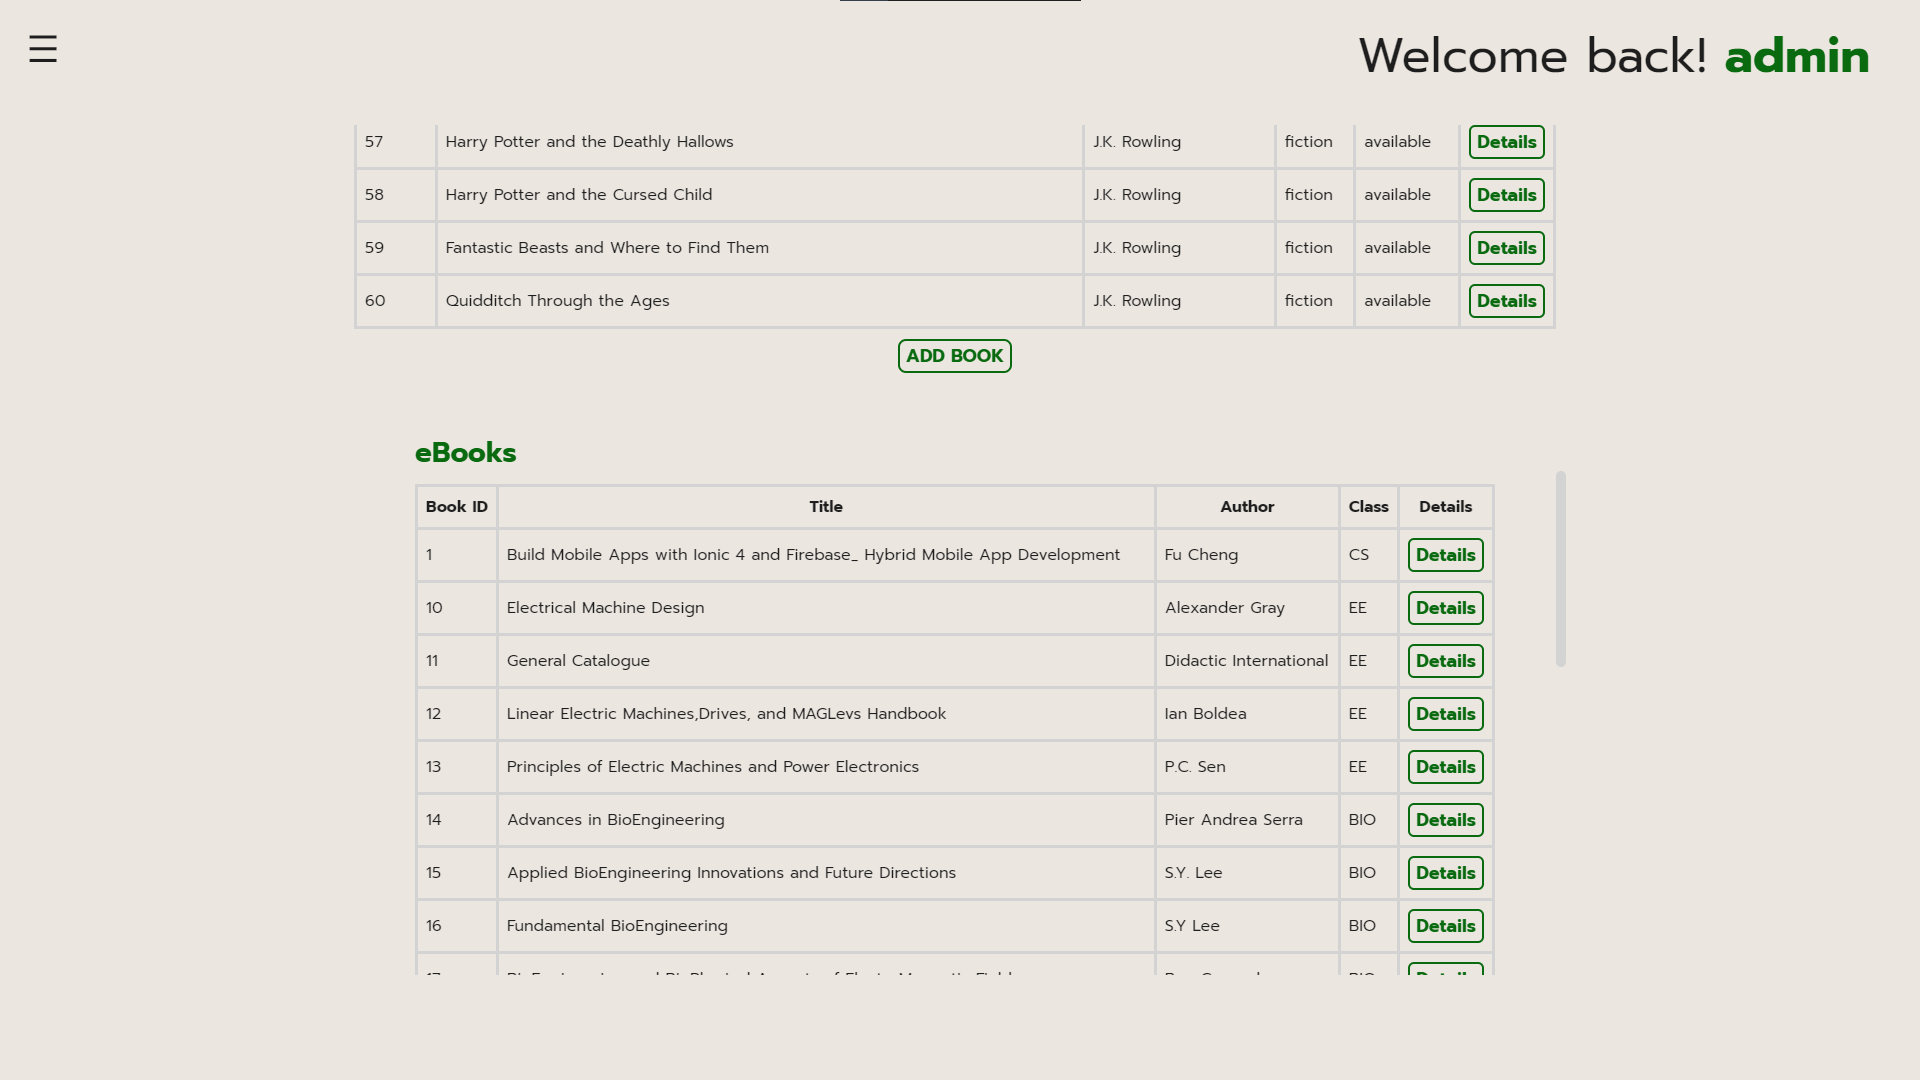 ☰
Welcome back! admin
57 Harry Potter and the Deathly Hallows J.K. Rowling fiction available Details
58 Harry Potter and the Cursed Child J.K. Rowling fiction available Details
59 Fantastic Beasts and Where to Find Them J.K. Rowling fiction available Details
60 Quidditch Through the Ages J.K. Rowling fiction available Details
ADD BOOK
eBooks
Book ID Title Author Class Details
1 Build Mobile Apps with Ionic 4 and Firebase_ Hybrid Mobile App Development Fu Cheng CS Details
10 Electrical Machine Design Alexander Gray EE Details
11 General Catalogue Didactic International EE Details
12 Linear Electric Machines,Drives, and MAGLevs Handbook Ian Boldea EE Details
13 Principles of Electric Machines and Power Electronics P.C. Sen EE Details
14 Advances in BioEngineering Pier Andrea Serra BIO Details
15 Applied BioEngineering Innovations and Future Directions S.Y. Lee BIO Details
16 Fundamental BioEngineering S.Y Lee BIO Details
17 BIO Details